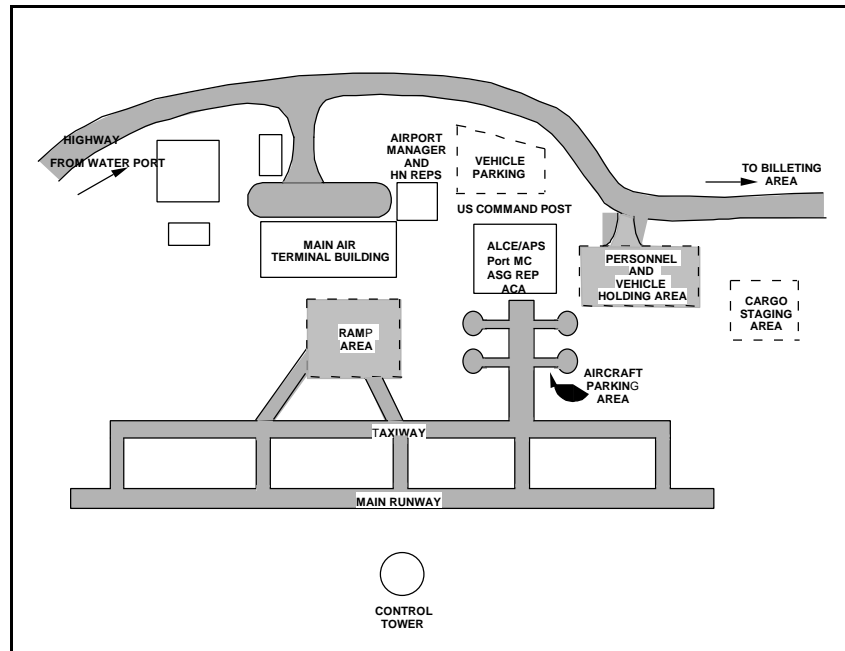 HIGHWAY
FROM WATER PORT
AIRPORT
MANAGER
AND
HN REPS
VEHICLE
PARKING
TO BILLETING
AREA
US COMMAND POST
MAIN AIR
TERMINAL BUILDING
ALCE/APS
Port MC
ASG REP
ACA
PERSONNEL
AND
VEHICLE
HOLDING AREA
CARGO
STAGING
AREA
RAMP
AREA
AIRCRAFT
PARKING
AREA
TAXIWAY
MAIN RUNWAY
CONTROL
TOWER